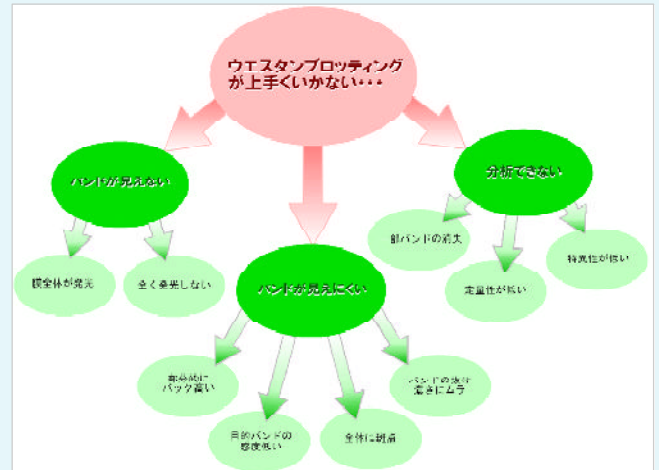 ウエスタンブロッティング
が上手くいかない・・・
バンドが見えない
分析できない
部バンドの消失
特異性が低い
膜全体が発光
全く発光しない
バンドが見えにくい
定量性が低い
部分的に
バック高い
バンドの抜け
濃さにムラ
目的バンドの
感度低い
全体に斑点